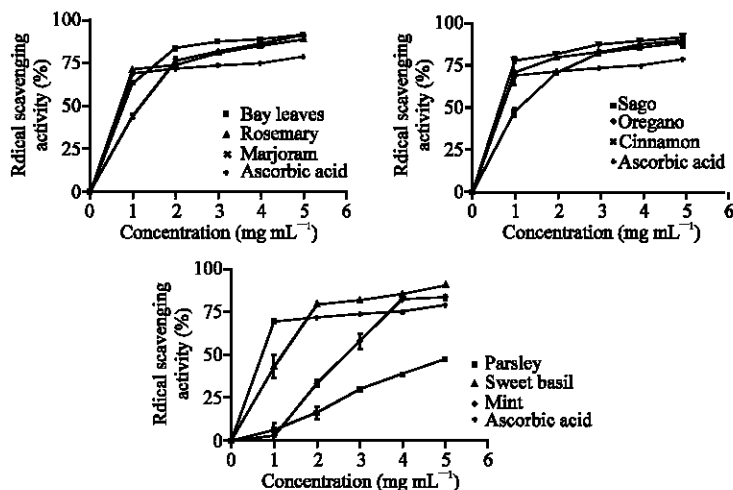 100
75
50
25
0
Rdical scavenging
activity (%)
Bay leaves
Rosemary
Marjoram
Ascorbic acid
0 1 2 3 4 5 6
Concentration (mg mL⁻¹)
100
75
50
25
0
Rdical scavenging
activity (%)
Sago
Oregano
Cinnamon
Ascorbic acid
0 1 2 3 4 5 6
Concentration (mg mL⁻¹)
100
75
50
25
0
Rdical scavenging
activity (%)
Parsley
Sweet basil
Mint
Ascorbic acid
0 1 2 3 4 5 6
Concentration (mg mL⁻¹)